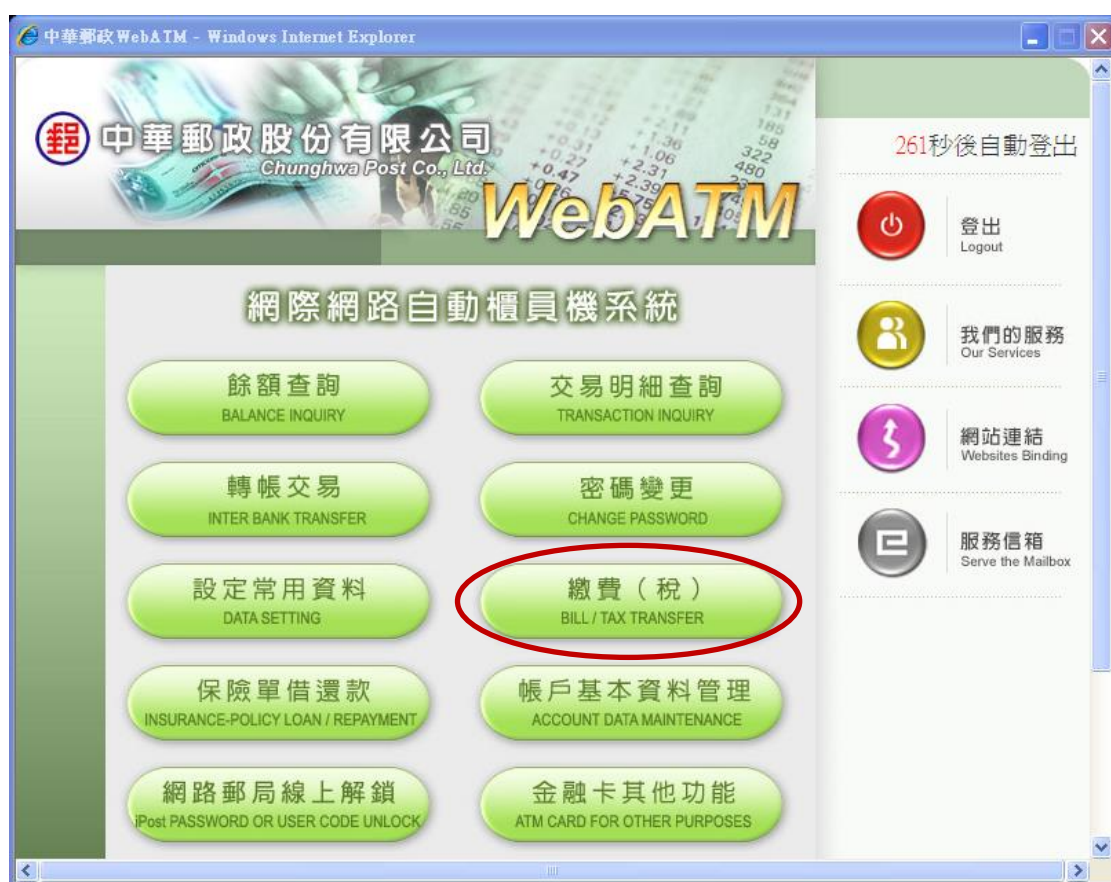 中華郵政WebATM - Windows Internet Explorer
郵 中華郵政股份有限公司
Chunghwa Post Co., Ltd.
WebATM
261秒後自動登出
登出
Logout
我們的服務
Our Services
網站連結
Websites Binding
服務信箱
Serve the Mailbox
網際網路自動櫃員機系統
餘額查詢
BALANCE INQUIRY
交易明細查詢
TRANSACTION INQUIRY
轉帳交易
INTER BANK TRANSFER
密碼變更
CHANGE PASSWORD
設定常用資料
DATA SETTING
繳費（稅）
BILL / TAX TRANSFER
保險單借還款
INSURANCE-POLICY LOAN / REPAYMENT
帳戶基本資料管理
ACCOUNT DATA MAINTENANCE
網路郵局線上解鎖
iPost PASSWORD OR USER CODE UNLOCK
金融卡其他功能
ATM CARD FOR OTHER PURPOSES